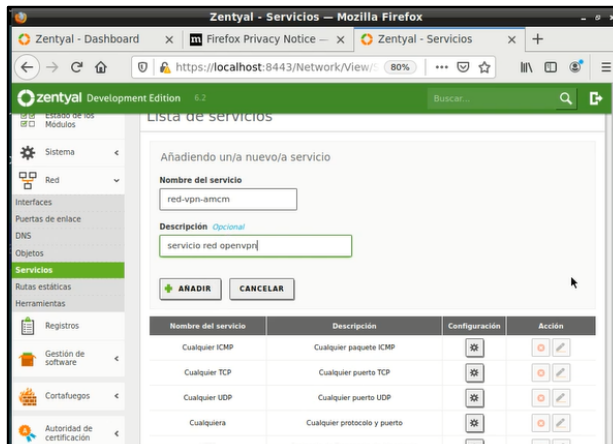 Zentyal - Servicios — Mozilla Firefox
Zentyal - Dashboard
Firefox Privacy Notice —
Zentyal - Servicios
https://localhost:8443/Network/View/
80%
zentyal Development Edition 6.2
Buscar...
Estado de los
Módulos
Sistema
Red
Interfaces
Puertas de enlace
DNS
Objetos
Servicios
Rutas estáticas
Herramientas
Registros
Gestión de
software
Cortafuegos
Autoridad de
certificación
Lista de servicios
Añadiendo un/a nuevo/a servicio
Nombre del servicio
red-vpn-amcm
Descripción Opcional
servicio red openvpn
AÑADIR CANCELAR
Nombre del servicio Descripción Configuración Acción
Cualquier ICMP Cualquier paquete ICMP
Cualquier TCP Cualquier puerto TCP
Cualquier UDP Cualquier puerto UDP
Cualquiera Cualquier protocolo y puerto